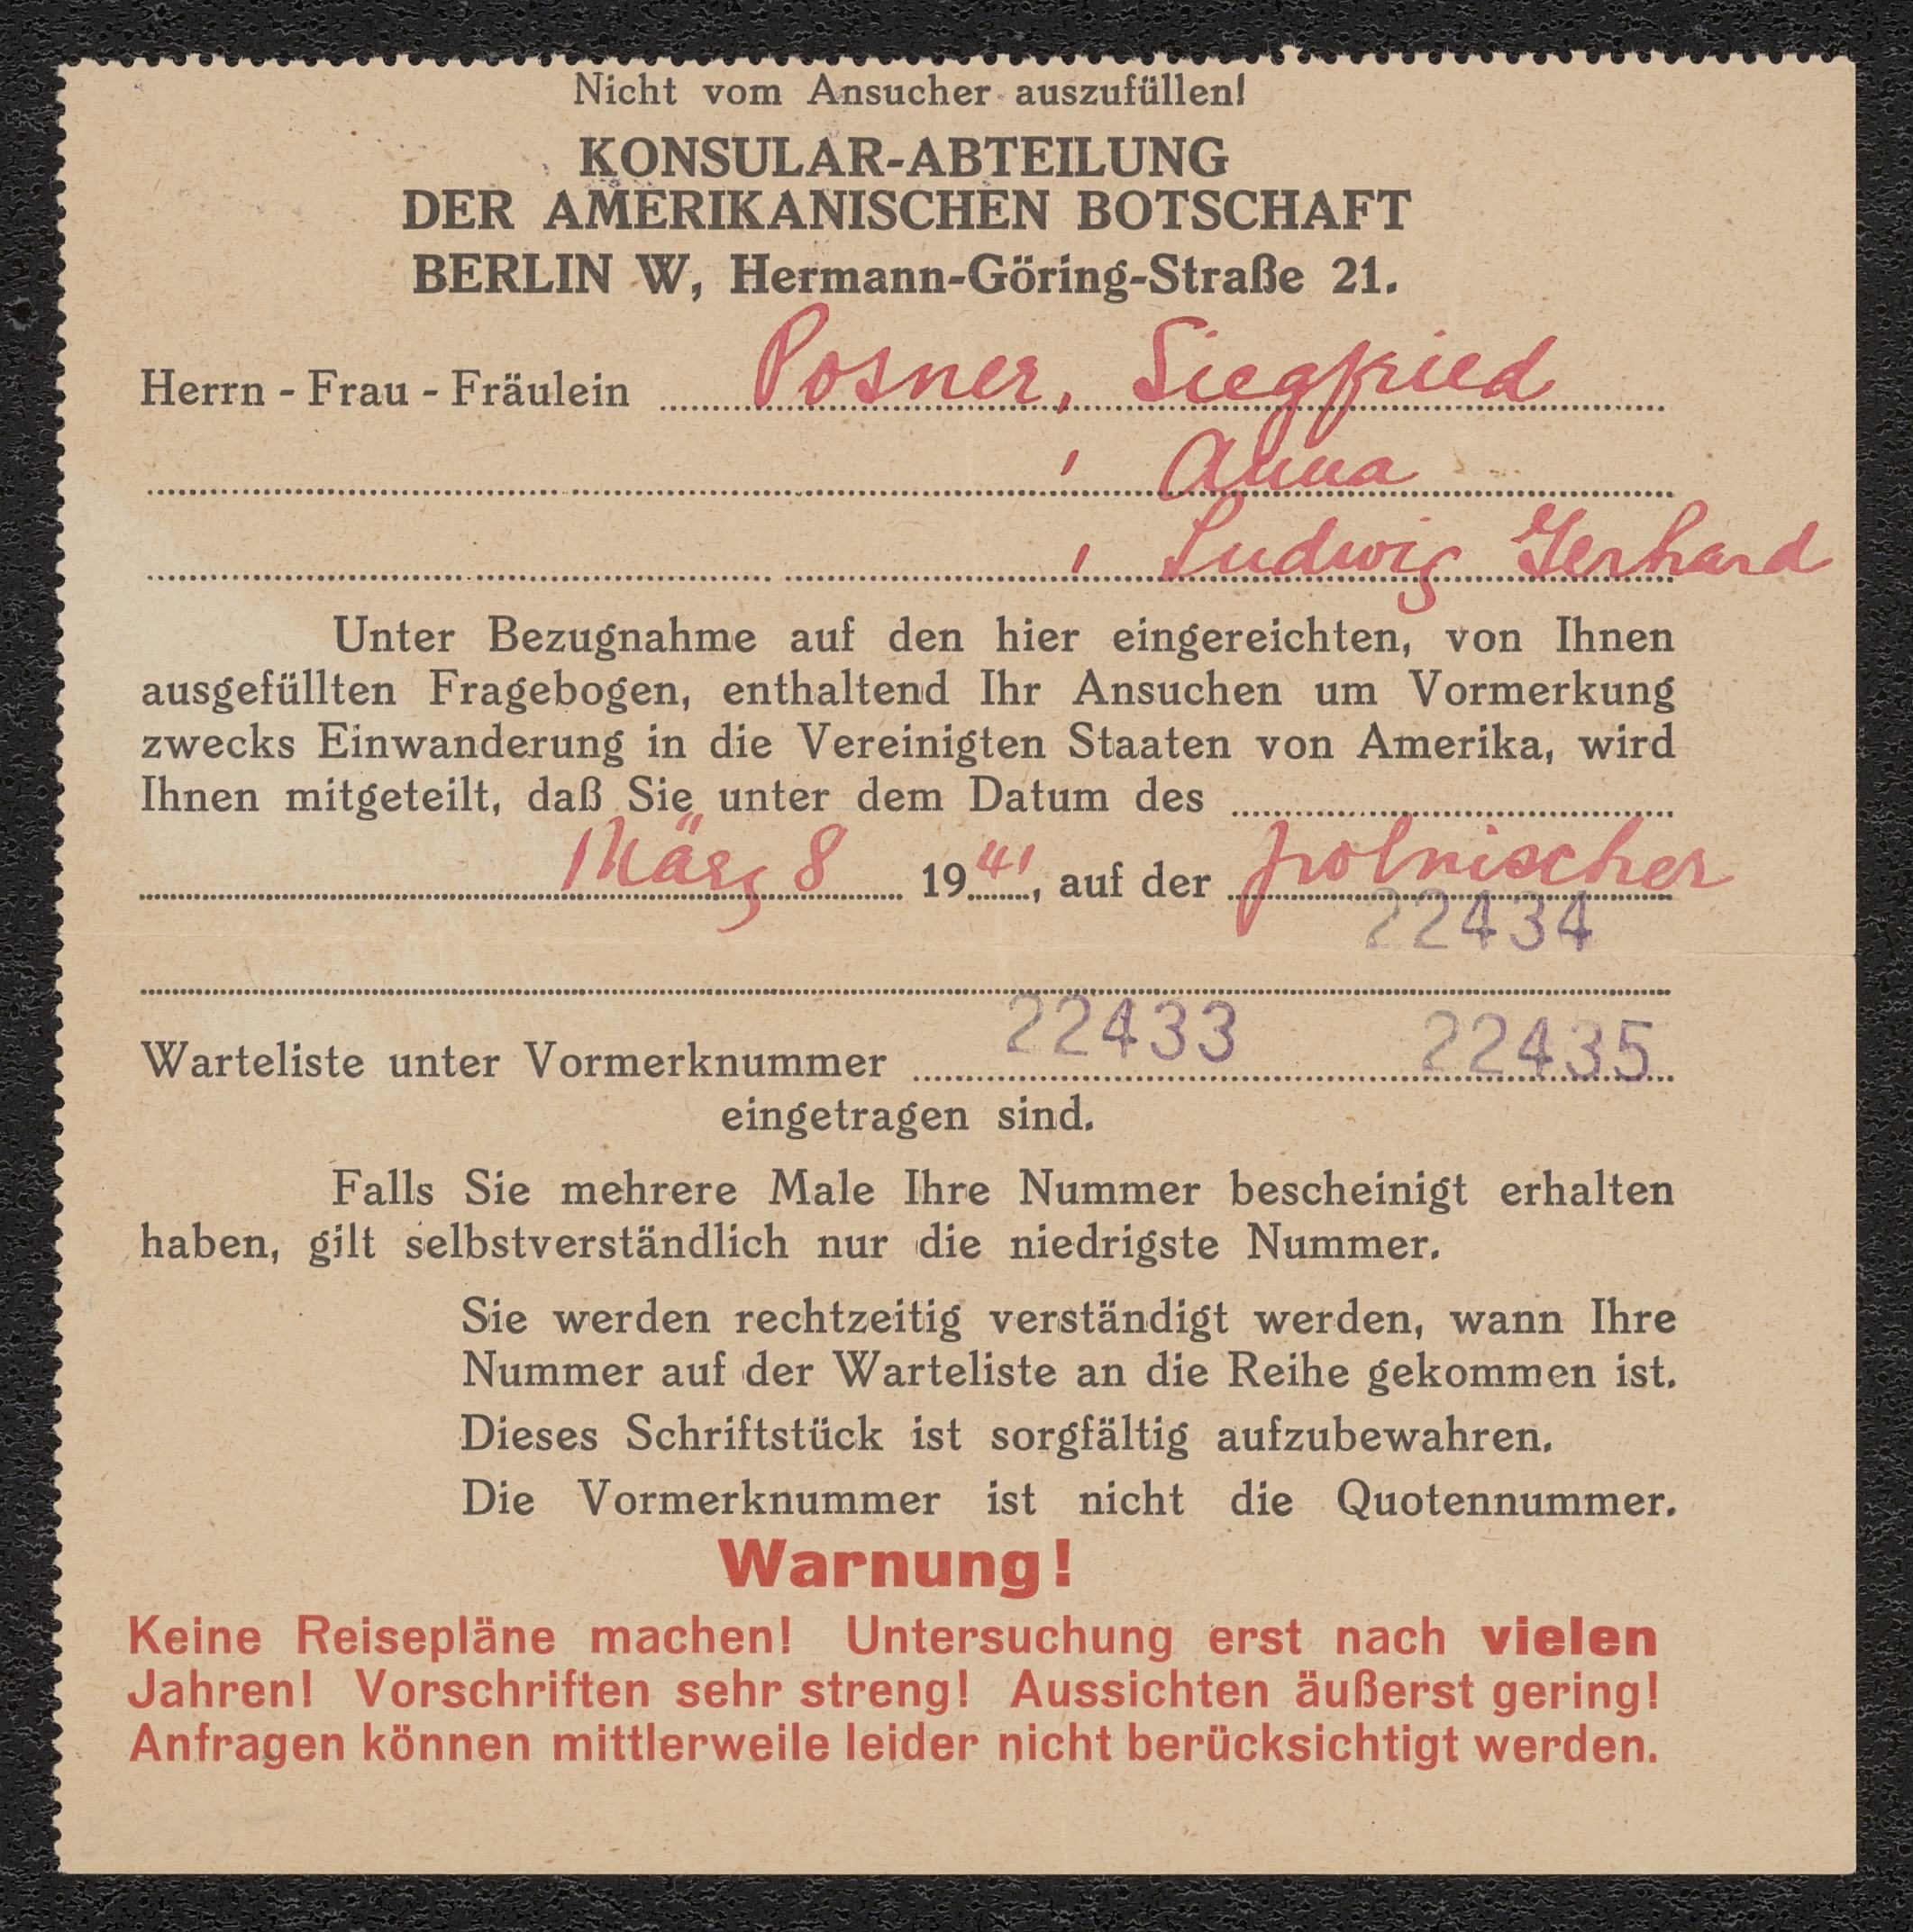 Nicht vom Ansucher auszufüllen!
KONSULAR-ABTEILUNG
DER AMERIKANISCHEN BOTSCHAFT
BERLIN W, Hermann-Göring-Straße 21.
Herrn - Frau - Fräulein Posner, Siegfried
, Anna
, Ludwig Gerhard
Unter Bezugnahme auf den hier eingereichten, von Ihnen
ausgefüllten Fragebogen, enthaltend Ihr Ansuchen um Vormerkung
zwecks Einwanderung in die Vereinigten Staaten von Amerika, wird
Ihnen mitgeteilt, daß Sie unter dem Datum des
März 8 1941, auf der polnischer
22434
Warteliste unter Vormerknummer 22433 22435
eingetragen sind.
Falls Sie mehrere Male Ihre Nummer bescheinigt erhalten
haben, gilt selbstverständlich nur die niedrigste Nummer.
Sie werden rechtzeitig verständigt werden, wann Ihre
Nummer auf der Warteliste an die Reihe gekommen ist.
Dieses Schriftstück ist sorgfältig aufzubewahren.
Die Vormerknummer ist nicht die Quotennummer.
Warnung!
Keine Reisepläne machen! Untersuchung erst nach vielen
Jahren! Vorschriften sehr streng! Aussichten äußerst gering!
Anfragen können mittlerweile leider nicht berücksichtigt werden.